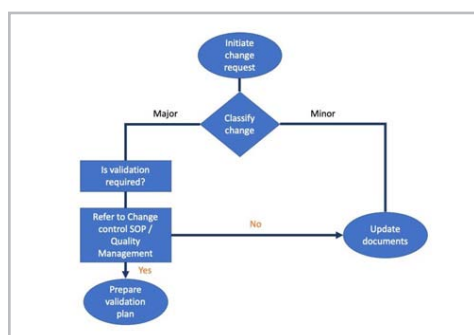 Initiate
change
request
Major
Classify
change
Minor
Is validation
required?
Refer to Change
control SOP /
Quality
Management
No
Update
documents
Yes
Prepare
validation
plan